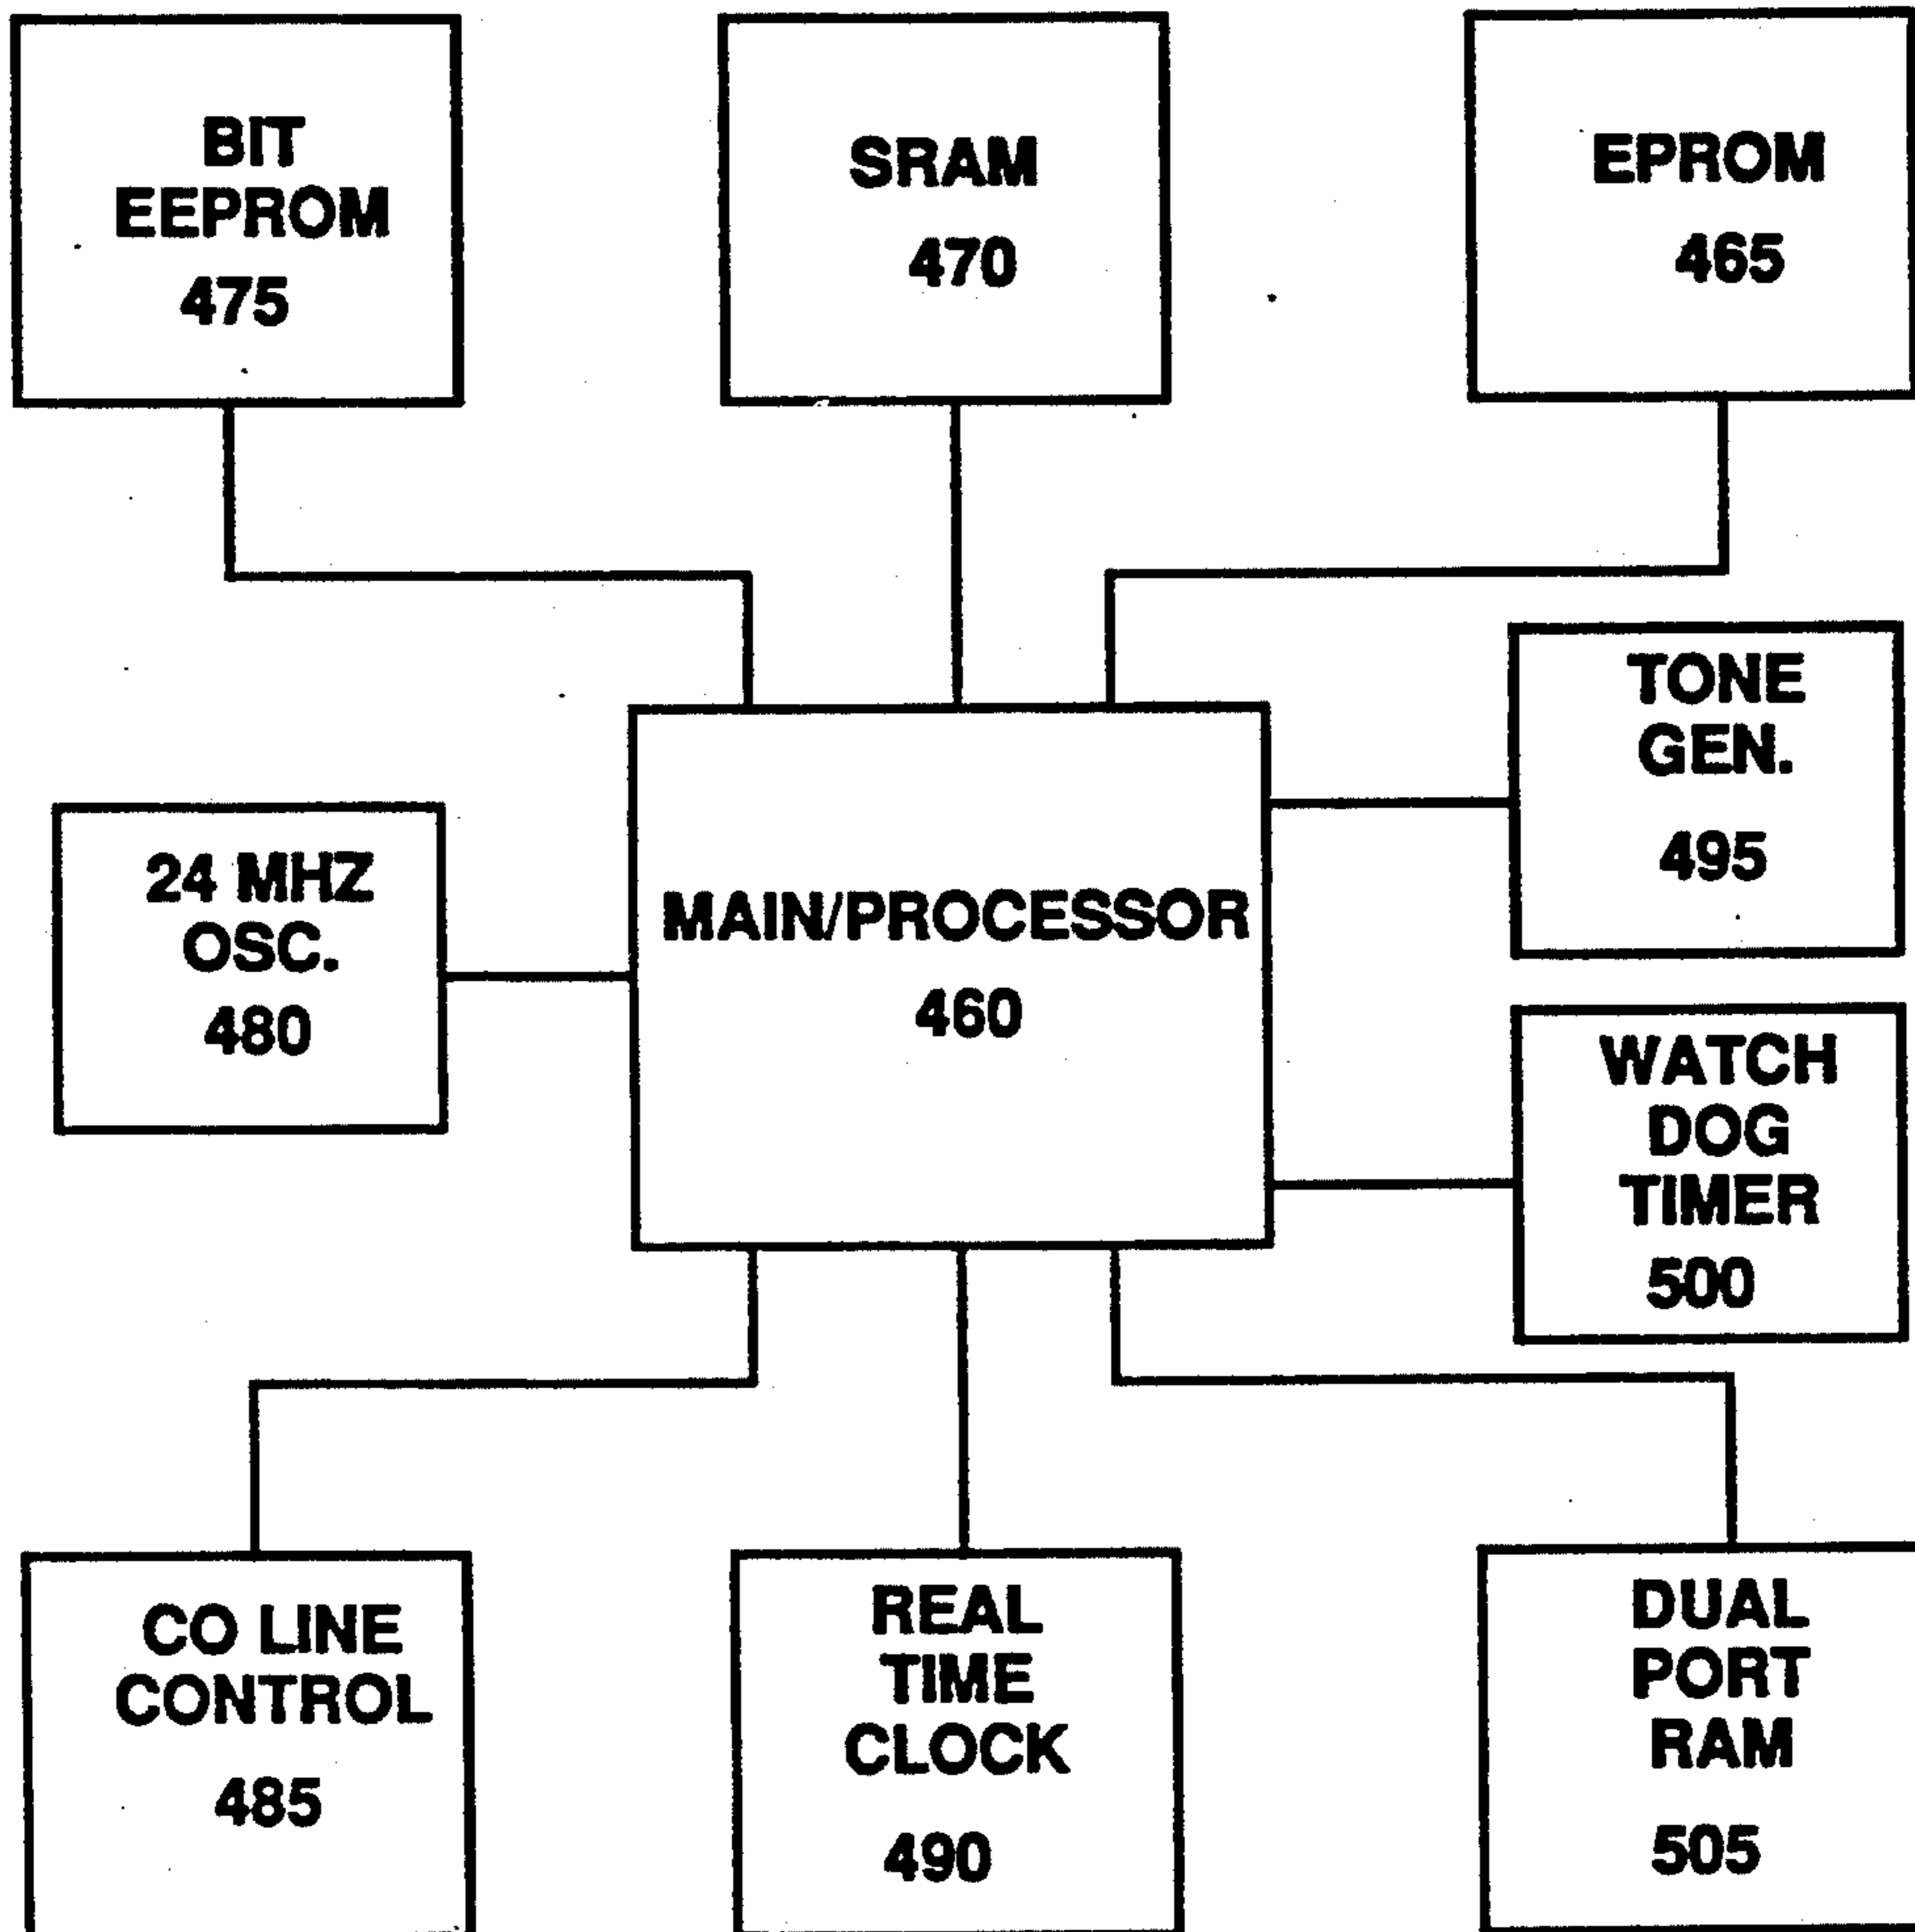 BIT
EEPROM
475
SRAM
470
EPROM
465
TONE
GEN.
495
24 MHZ
OSC.
480
MAIN/PROCESSOR
460
WATCH
DOG
TIMER
500
CO LINE
CONTROL
485
REAL
TIME
CLOCK
490
DUAL
PORT
RAM
505